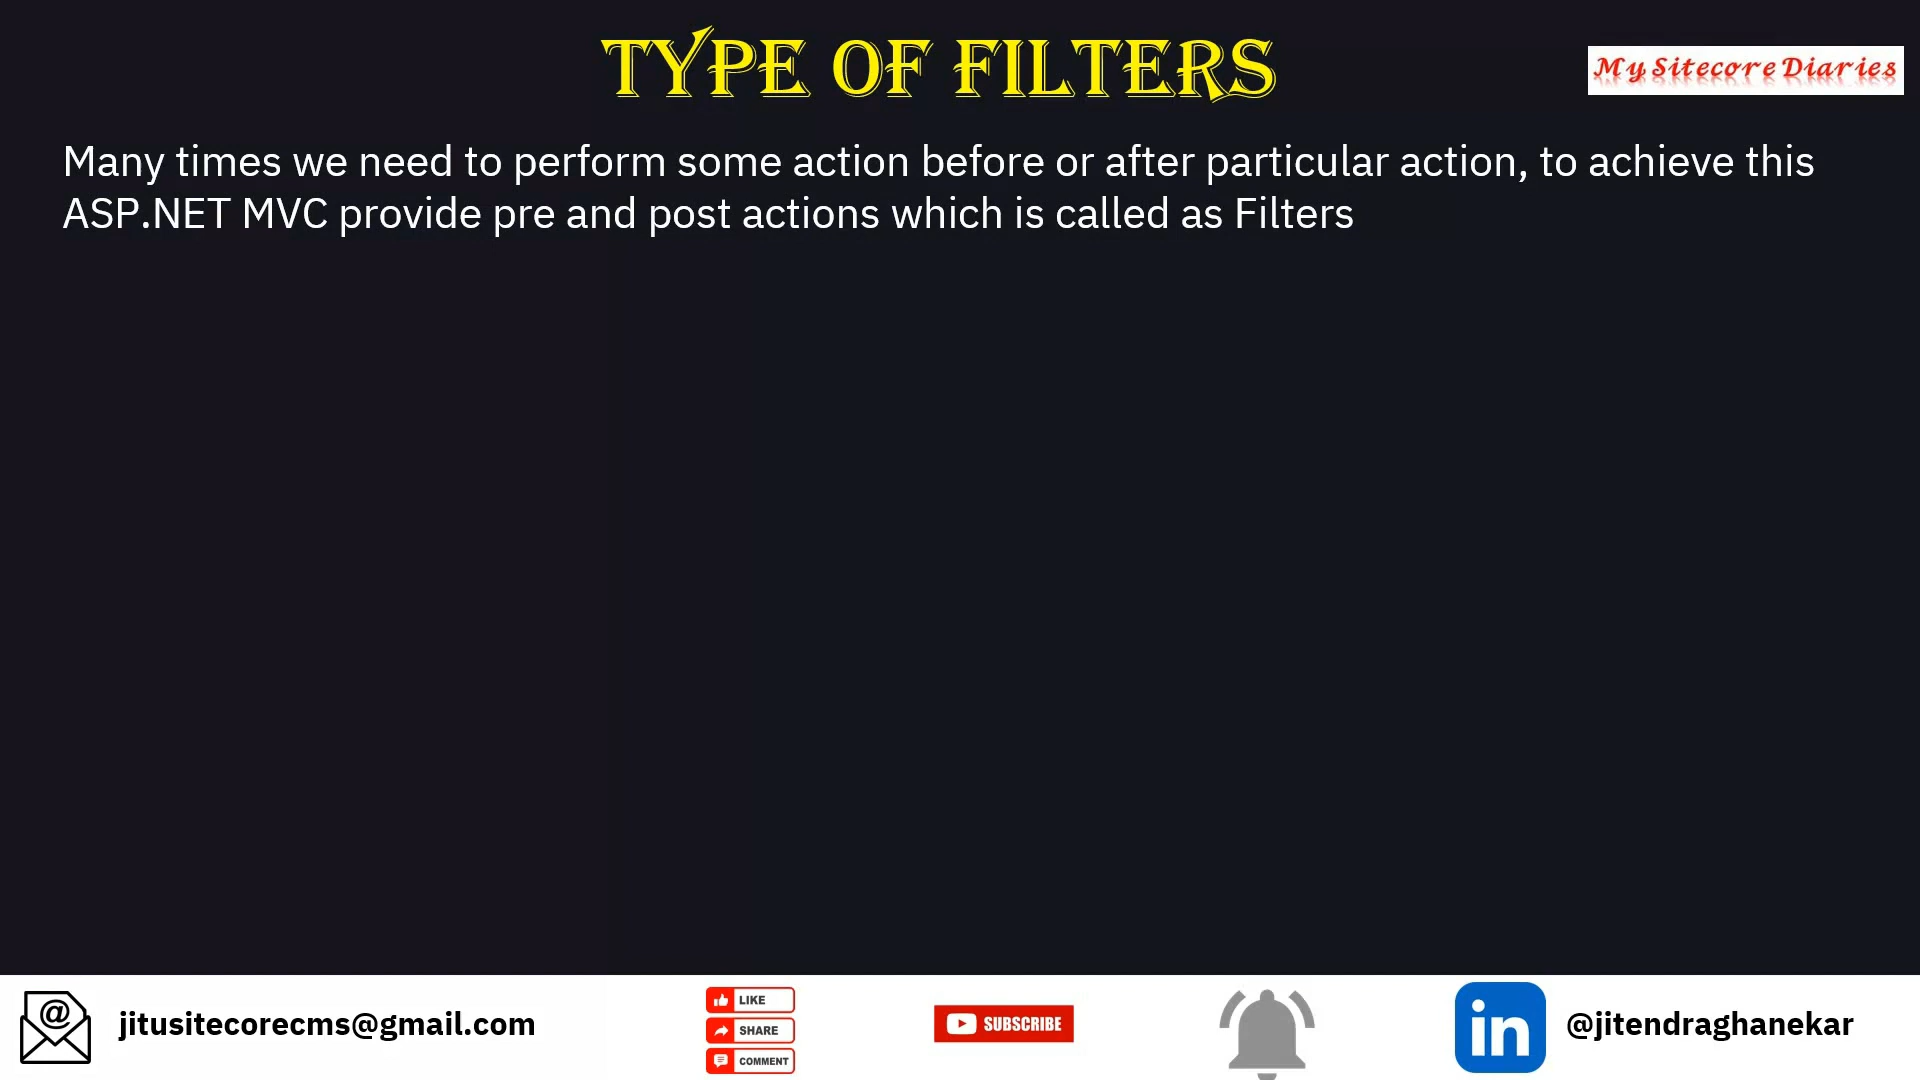 TYPE OF FILTERS
My Sitecore Diaries
Many times we need to perform some action before or after particular action, to achieve this
ASP.NET MVC provide pre and post actions which is called as Filters
@
jitusitecorecms@gmail.com
LIKE
SHARE
COMMENT
SUBSCRIBE
in
@jitendraghanekar